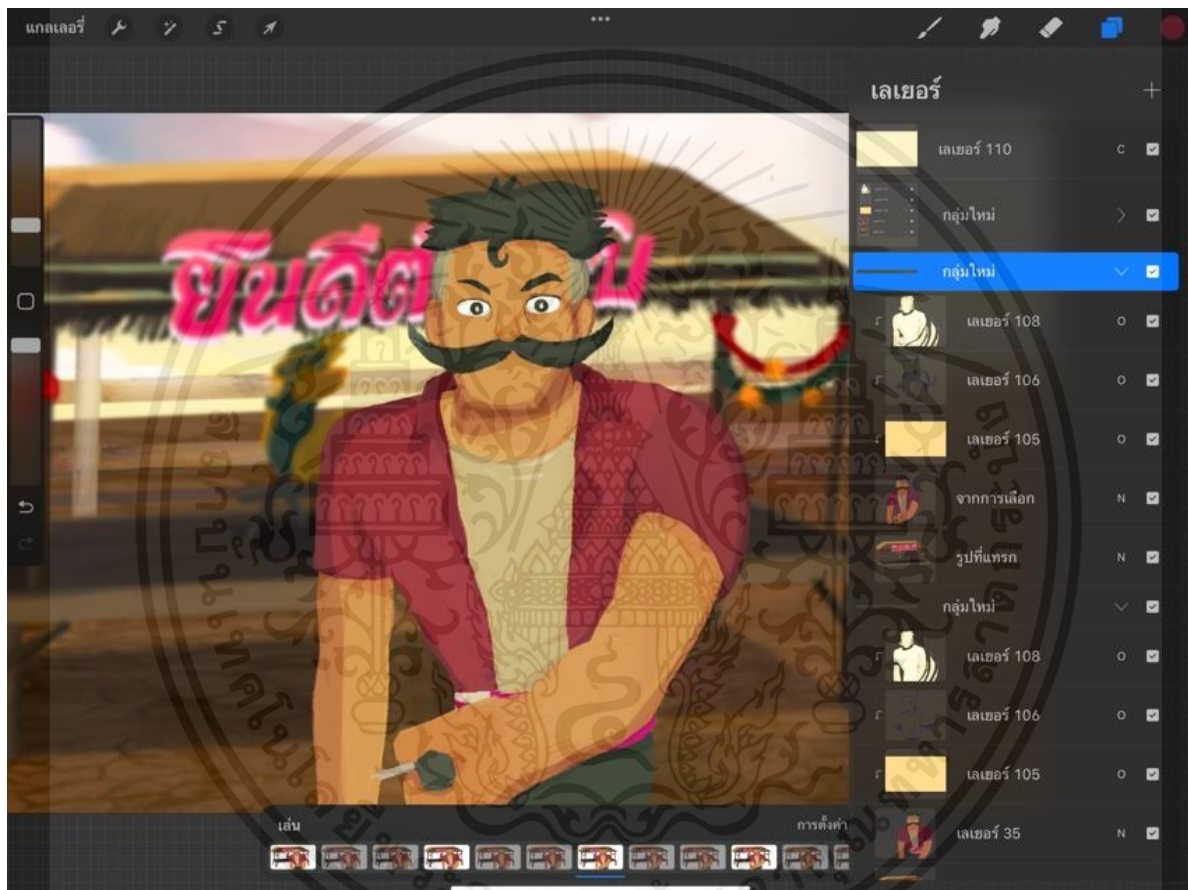 แกลเลอรี่
เลเยอร์
เลเยอร์ 110 C
กลุ่มใหม่
กลุ่มใหม่
เลเยอร์ 108 O
เลเยอร์ 106 O
เลเยอร์ 105 O
จากการเลือก N
รูปที่แทรก N
กลุ่มใหม่
เลเยอร์ 108 O
เลเยอร์ 106 O
เลเยอร์ 105 O
เลเยอร์ 35 N
ยินดีต
เล่น การตั้งค่า